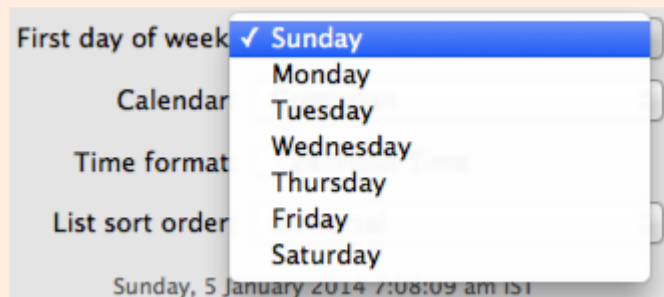 First day of week ✓ Sunday
Monday
Calendar
Tuesday
Wednesday
Time format
Thursday
List sort order
Friday
Saturday
Sunday, 5 January 2014 7:08:09 am IST